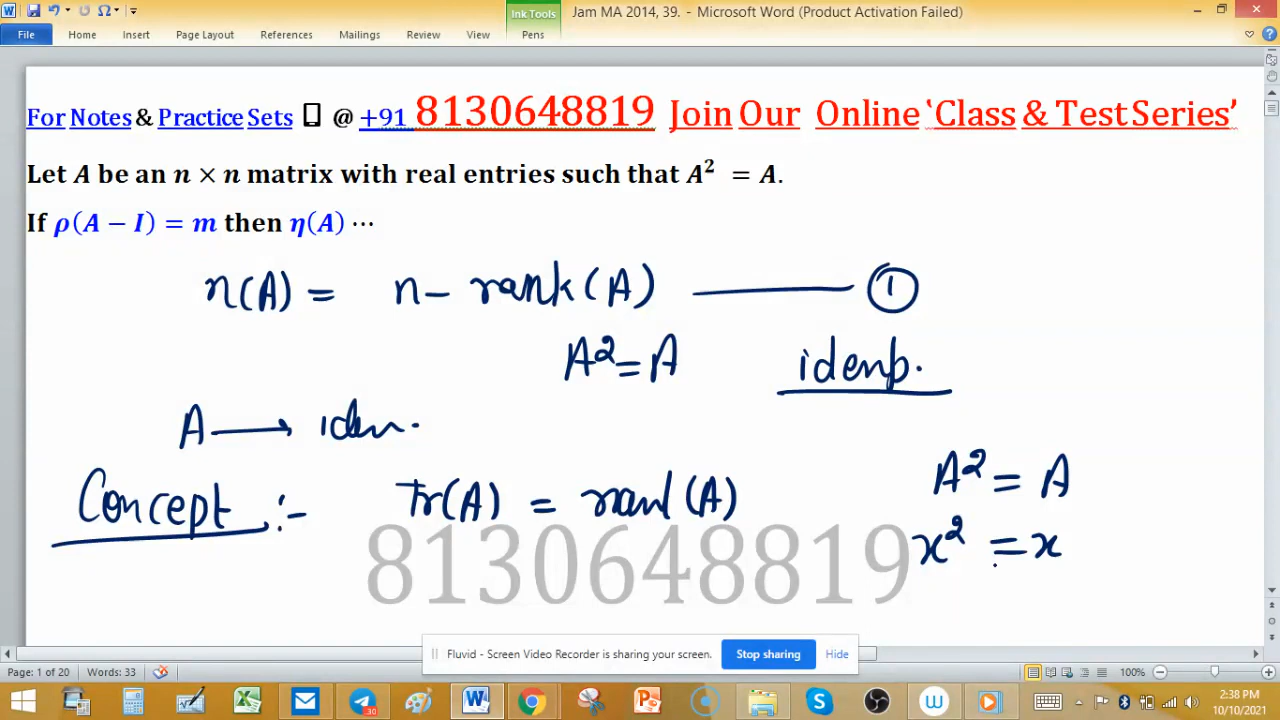 Jam MA 2014, 39. - Microsoft Word (Product Activation Failed)
Ink Tools
File Home Insert Page Layout References Mailings Review View Pens
For Notes & Practice Sets @ +91 8130648819 Join Our Online 'Class & Test Series'
Let A be an n × n matrix with real entries such that A² = A.
If ρ(A − I) = m then η(A) ⋯
n(A) = n - rank(A) ——— ①
A² = A idenp.
A → iden.
Concept :- Tr(A) = rank(A) A² = A
x² = x
8130648819
Fluvid - Screen Video Recorder is sharing your screen. Stop sharing Hide
Page: 1 of 20 Words: 33 100%
30
2:38 PM
10/10/2021